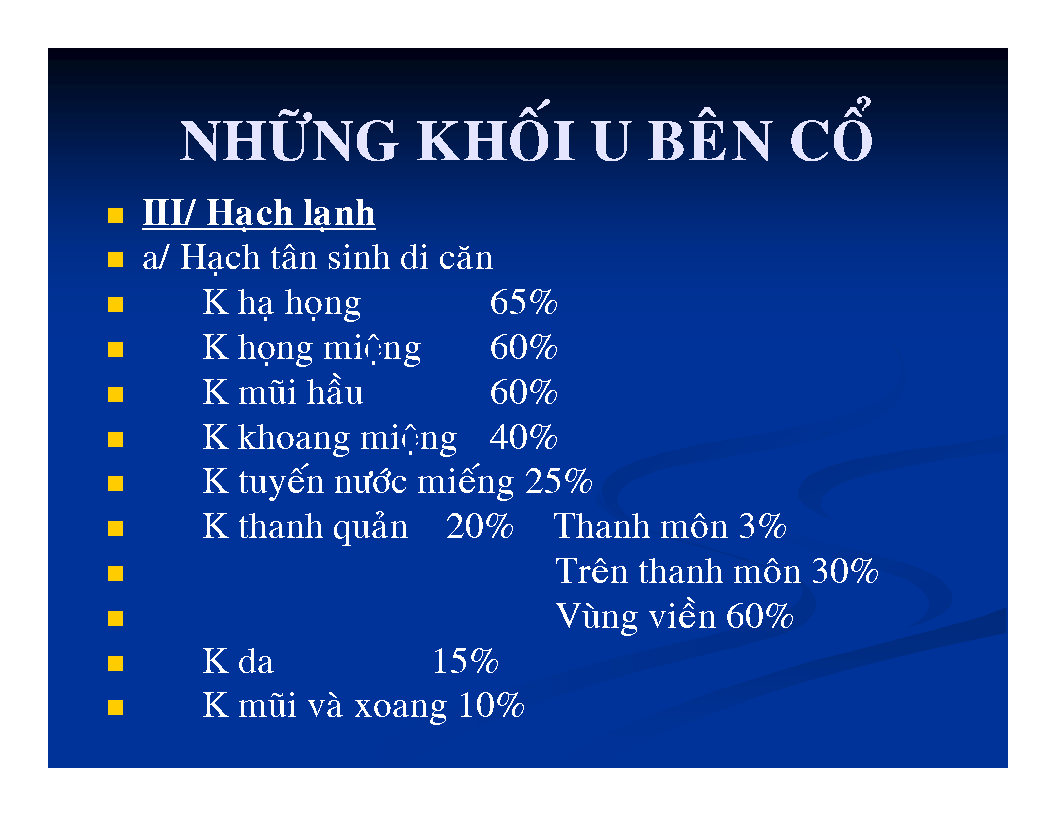 NHỮNG KHỐI U BÊN CỔ
III/ Hạch lạnh
a/ Hạch tân sinh di căn
K hạ họng 65%
K họng miệng 60%
K mũi hầu 60%
K khoang miệng 40%
K tuyến nước miếng 25%
K thanh quản 20% Thanh môn 3%
Trên thanh môn 30%
Vùng viền 60%
K da 15%
K mũi và xoang 10%